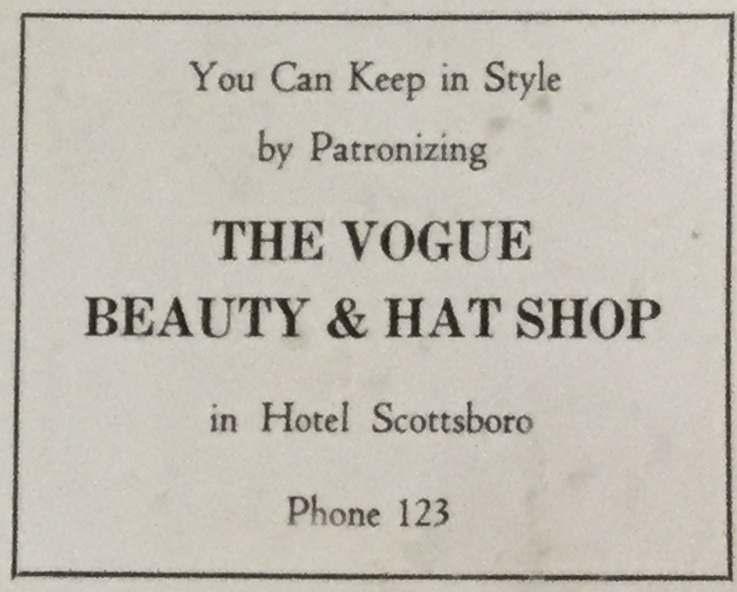 You Can Keep in Style
by Patronizing
THE VOGUE
BEAUTY & HAT SHOP
in Hotel Scottsboro
Phone 123